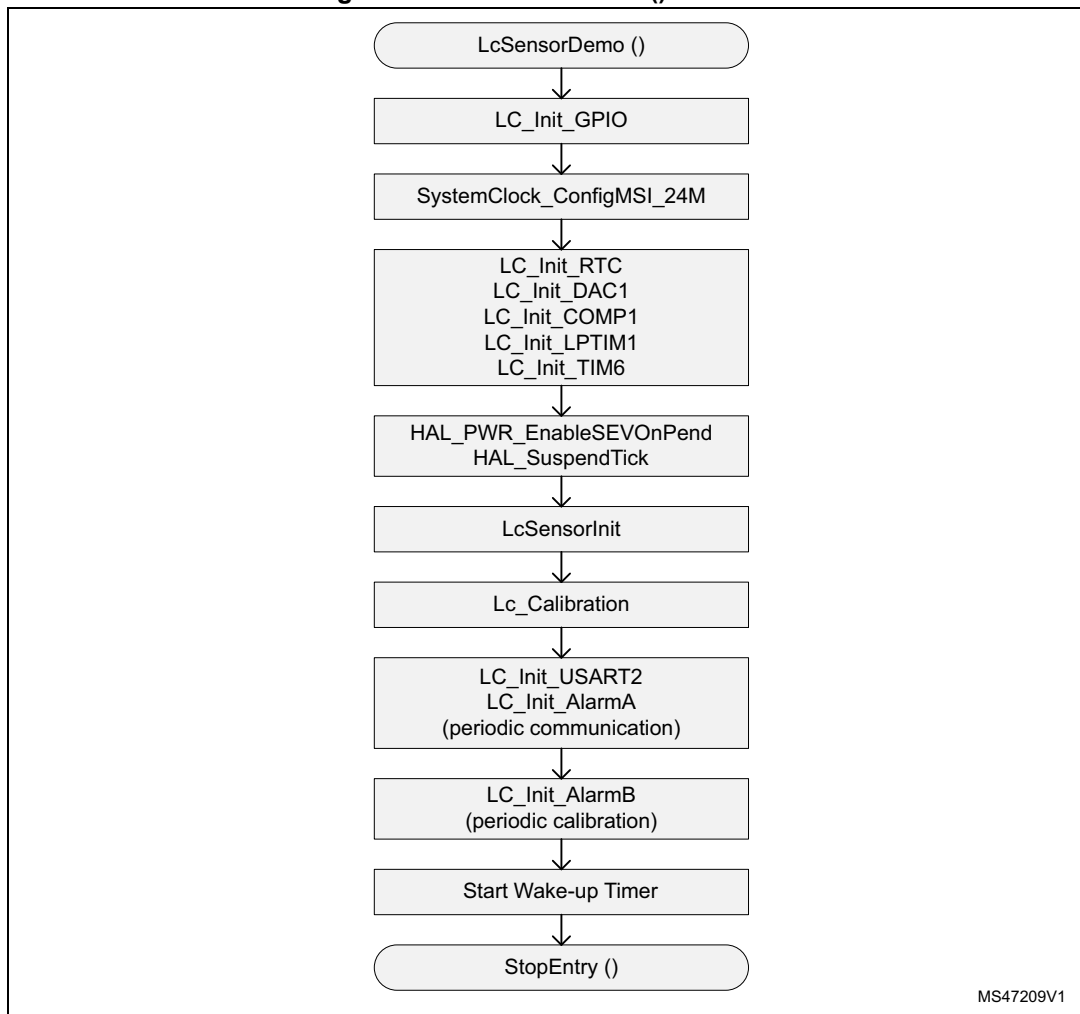 LcSensorDemo ()
LC_Init_GPIO
SystemClock_ConfigMSI_24M
LC_Init_RTC
LC_Init_DAC1
LC_Init_COMP1
LC_Init_LPTIM1
LC_Init_TIM6
HAL_PWR_EnableSEVOnPend
HAL_SuspendTick
LcSensorInit
Lc_Calibration
LC_Init_USART2
LC_Init_AlarmA
(periodic communication)
LC_Init_AlarmB
(periodic calibration)
Start Wake-up Timer
StopEntry ()
MS47209V1